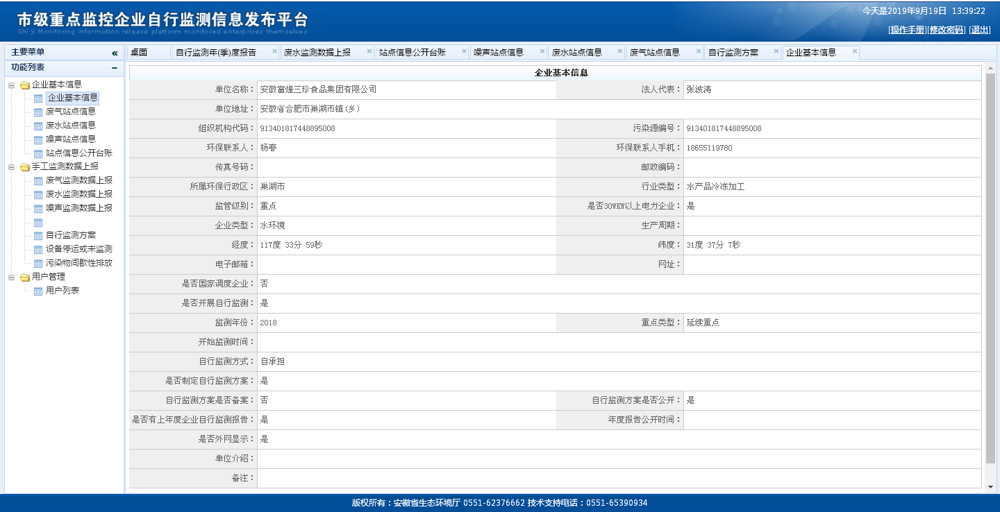 市级重点监控企业自行监测信息发布平台
Shi ji Monitoring information release platform monitored enterprises themselves
今天是2019年9月19日 13:39:22
[操作手册][修改密码] [退出]
主要菜单
功能列表
企业基本信息
企业基本信息
废气站点信息
废水站点信息
噪声站点信息
站点信息公开台账
手工监测数据上报
废气监测数据上报
废水监测数据上报
噪声监测数据上报
自行监测方案
设备停运或未监测
污染物间歇性排放
用户管理
用户列表
桌面 自行监测年(季)度报告 废水监测数据上报 站点信息公开台账 噪声站点信息 废水站点信息 废气站点信息 自行监测方案 企业基本信息
企业基本信息
单位名称： 安徽富煌三珍食品集团有限公司 法人代表： 张波涛
单位地址： 安徽省合肥市巢湖市镇(乡)
组织机构代码： 913401817448895008 污染源编号： 913401817448895008
环保联系人： 杨春 环保联系人手机： 18655119780
传真号码： 邮政编码：
所属环保行政区： 巢湖市 行业类型： 水产品冷冻加工
监管级别： 重点 是否30WKW以上电力企业： 是
企业类型： 水环境 生产周期：
经度： 117度 33分 59秒 纬度： 31度 37分 7秒
电子邮箱： 网址：
是否国家调度企业： 否
是否开展自行监测： 是
监测年份： 2018 重点类型： 延续重点
开始监测时间：
自行监测方式： 自承担
是否制定自行监测方案： 是
自行监测方案是否备案： 否 自行监测方案是否公开： 是
是否有上年度企业自行监测报告： 是 年度报告公开时间：
是否外网显示： 是
单位介绍：
备注：
版权所有：安徽省生态环境厅 0551-62376662 技术支持电话：0551-65390934